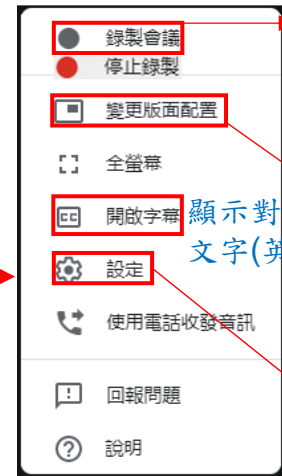 錄製會議
停止錄製
變更版面配置
全螢幕
CC 開啟字幕 顯示對
文字(英
設定
使用電話收發音訊
回報問題
說明